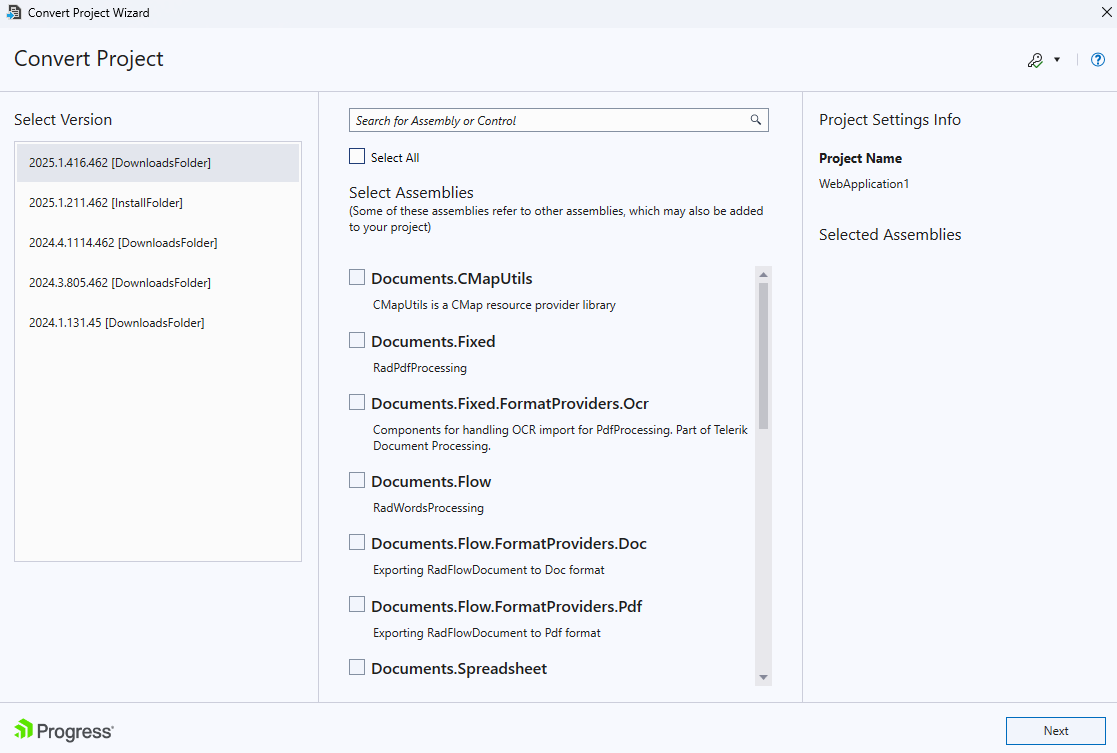 Convert Project Wizard
Convert Project
Select Version
2025.1.416.462 [DownloadsFolder]
2025.1.211.462 [InstallFolder]
2024.4.1114.462 [DownloadsFolder]
2024.3.805.462 [DownloadsFolder]
2024.1.131.45 [DownloadsFolder]
Search for Assembly or Control
Select All
Select Assemblies
(Some of these assemblies refer to other assemblies, which may also be added
to your project)
Documents.CMapUtils
CMapUtils is a CMap resource provider library
Documents.Fixed
RadPdfProcessing
Documents.Fixed.FormatProviders.Ocr
Components for handling OCR import for PdfProcessing. Part of Telerik
Document Processing.
Documents.Flow
RadWordsProcessing
Documents.Flow.FormatProviders.Doc
Exporting RadFlowDocument to Doc format
Documents.Flow.FormatProviders.Pdf
Exporting RadFlowDocument to Pdf format
Documents.Spreadsheet
Project Settings Info
Project Name
WebApplication1
Selected Assemblies
Progress
Next